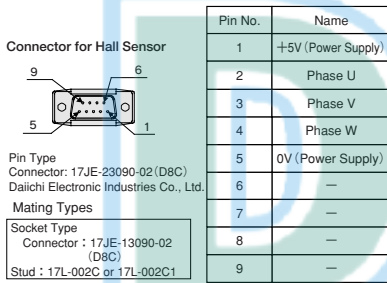 Connector for Hall Sensor
9
6
5
1
Pin Type
Connector: 17JE-23090-02(D8C)
Daiichi Electronic Industries Co., Ltd.
Mating Types
Socket Type
Connector：17JE-13090-02
(D8C)
Stud：17L-002C or 17L-002C1
Pin No. Name
1 +5V(Power Supply)
2 Phase U
3 Phase V
4 Phase W
5 0V(Power Supply)
6 —
7 —
8 —
9 —